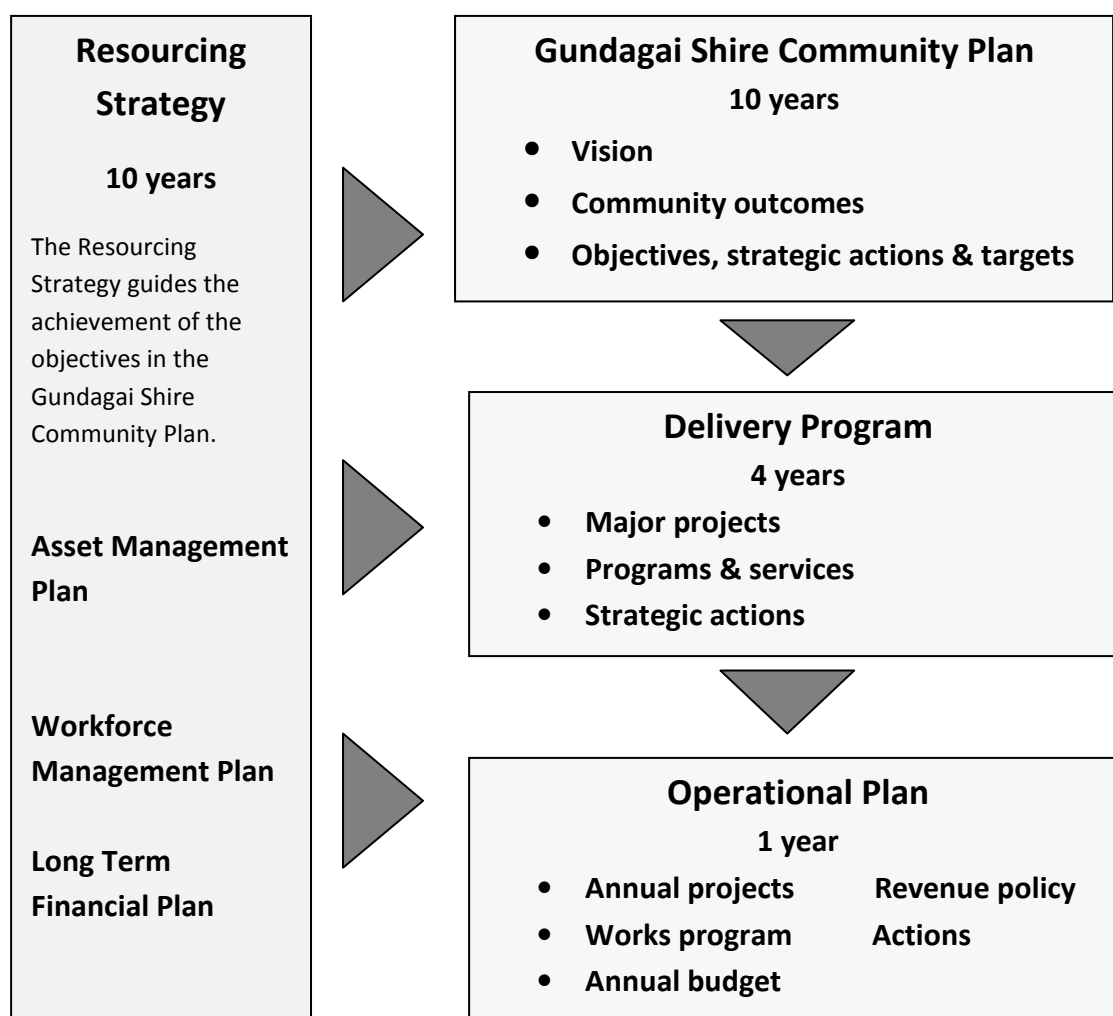 Resourcing
Strategy
10 years
The Resourcing
Strategy guides the
achievement of the
objectives in the
Gundagai Shire
Community Plan.
Asset Management
Plan
Workforce
Management Plan
Long Term
Financial Plan
Gundagai Shire Community Plan
10 years
• Vision
• Community outcomes
• Objectives, strategic actions & targets
Delivery Program
4 years
• Major projects
• Programs & services
• Strategic actions
Operational Plan
1 year
• Annual projects Revenue policy
• Works program Actions
• Annual budget